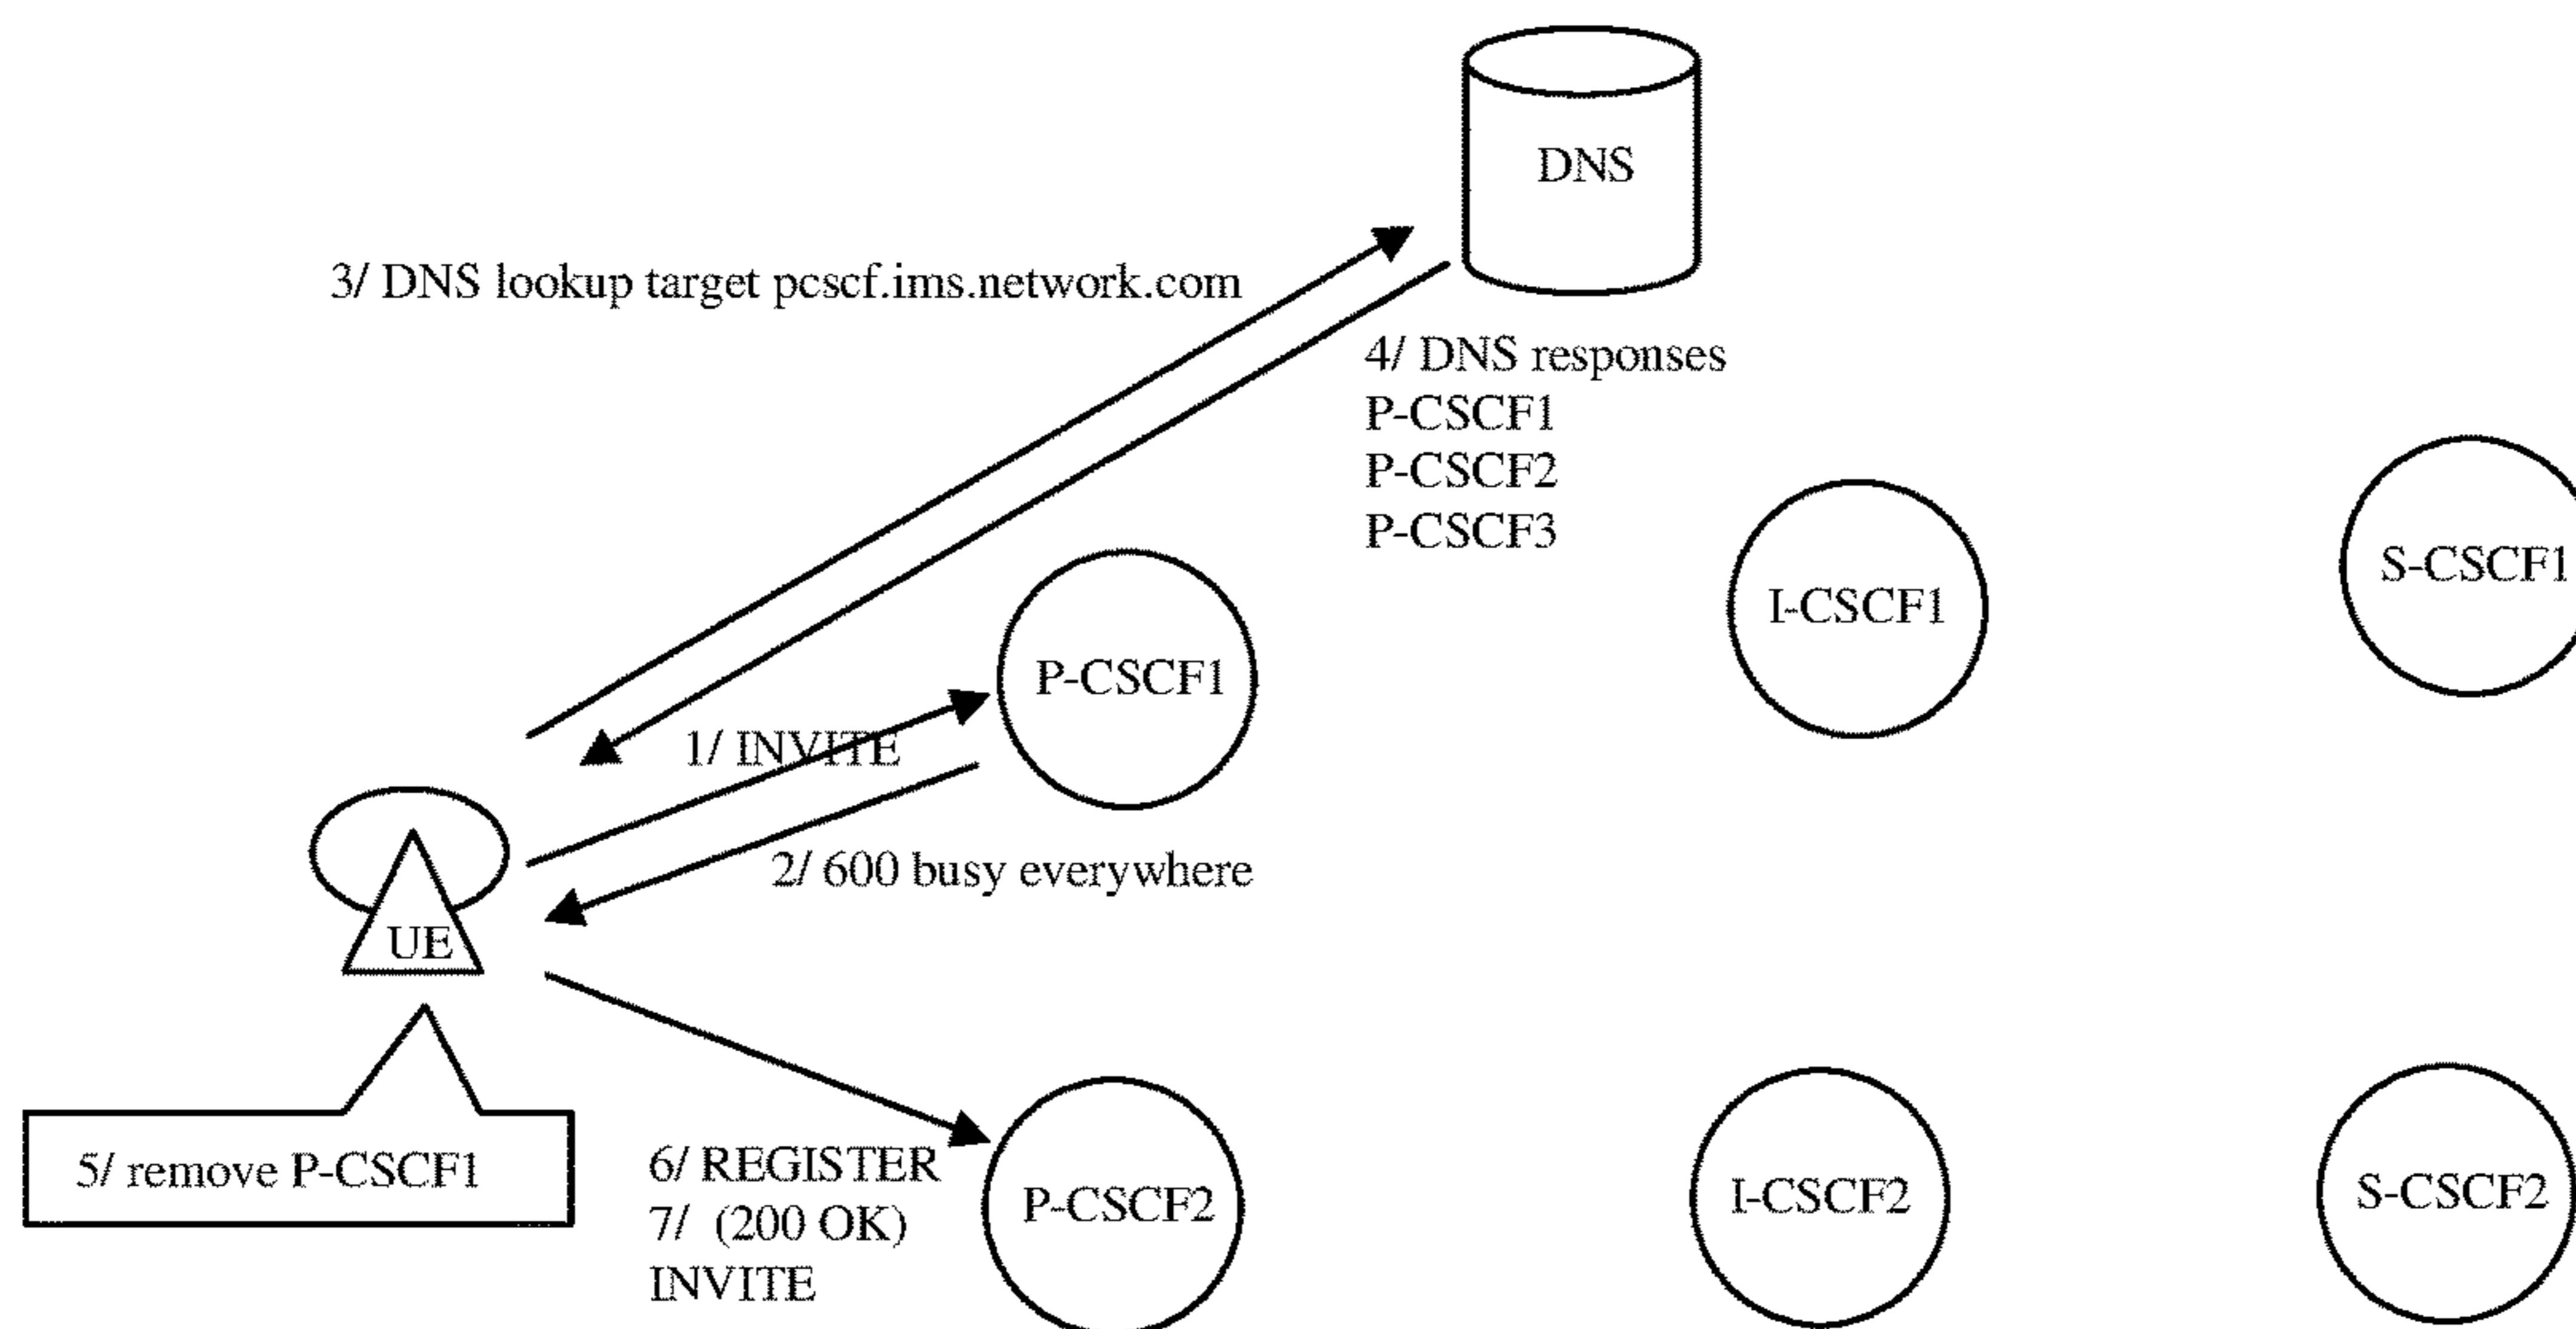 DNS
3/ DNS lookup target pcscf.ims.network.com
4/ DNS responses
P-CSCF1
P-CSCF2
P-CSCF3
I-CSCF1
S-CSCF1
P-CSCF1
1/ INVITE
2/ 600 busy everywhere
UE
5/ remove P-CSCF1
6/ REGISTER
7/ (200 OK)
INVITE
P-CSCF2
I-CSCF2
S-CSCF2